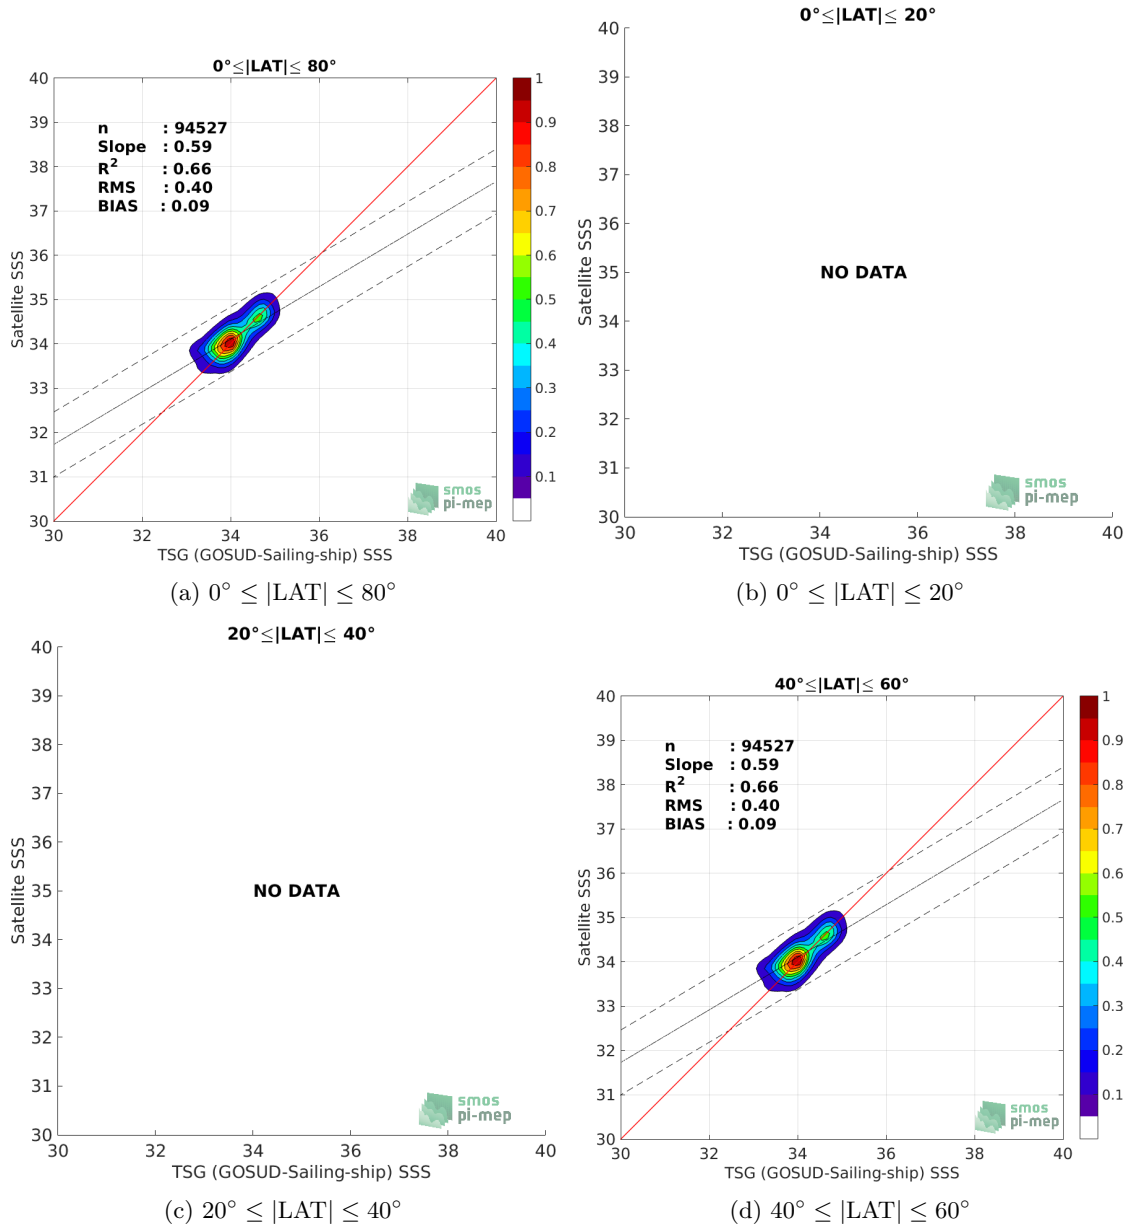 0°≤|LAT|≤ 80°
40
39
38
37
36
35
34
33
32
31
30
n : 94527
Slope : 0.59
R² : 0.66
RMS : 0.40
BIAS : 0.09
Satellite SSS
30 32 34 36 38 40
TSG (GOSUD-Sailing-ship) SSS
smos
pi-mep
1
0.9
0.8
0.7
0.6
0.5
0.4
0.3
0.2
0.1
(a) 0° ≤ |LAT| ≤ 80°
0°≤|LAT|≤ 20°
40
39
38
37
36
35
34
33
32
31
30
Satellite SSS
NO DATA
smos
pi-mep
30 32 34 36 38 40
TSG (GOSUD-Sailing-ship) SSS
(b) 0° ≤ |LAT| ≤ 20°
20°≤|LAT|≤ 40°
40
39
38
37
36
35
34
33
32
31
30
Satellite SSS
NO DATA
smos
pi-mep
30 32 34 36 38 40
TSG (GOSUD-Sailing-ship) SSS
(c) 20° ≤ |LAT| ≤ 40°
40°≤|LAT|≤ 60°
40
39
38
37
36
35
34
33
32
31
30
n : 94527
Slope : 0.59
R² : 0.66
RMS : 0.40
BIAS : 0.09
Satellite SSS
smos
pi-mep
30 32 34 36 38 40
TSG (GOSUD-Sailing-ship) SSS
1
0.9
0.8
0.7
0.6
0.5
0.4
0.3
0.2
0.1
(d) 40° ≤ |LAT| ≤ 60°